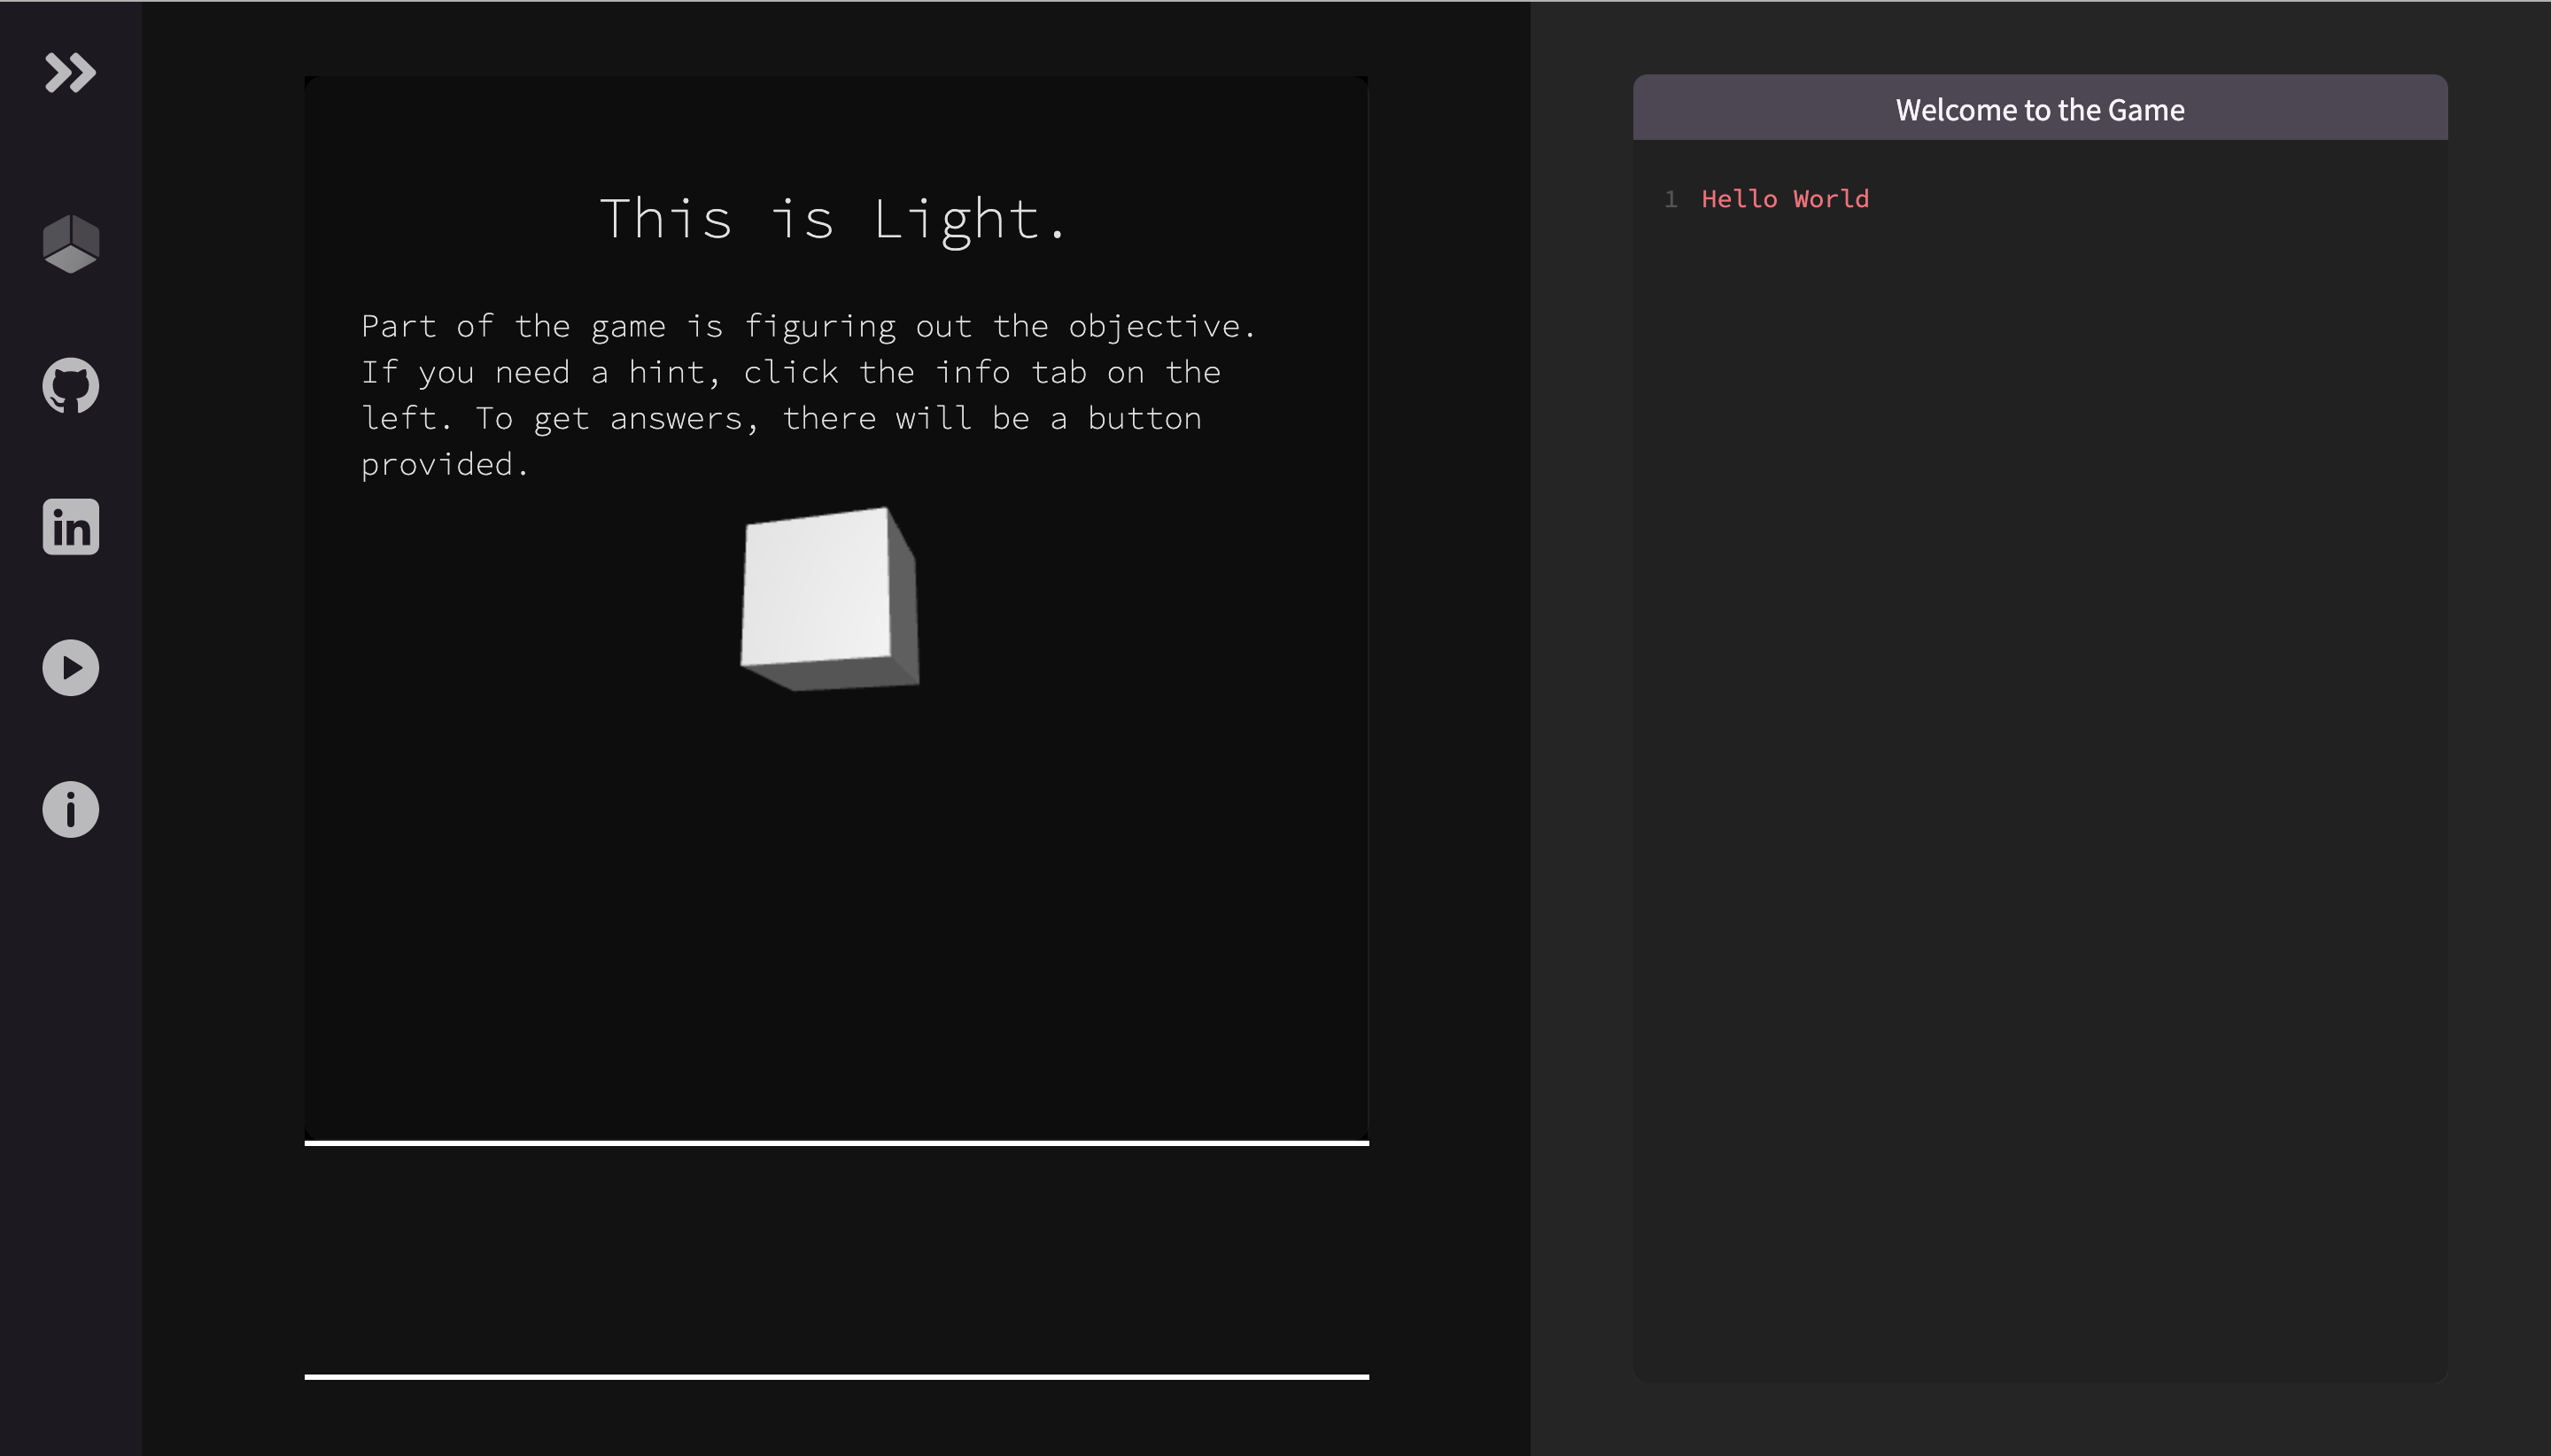 This is Light.
Part of the game is figuring out the objective.
If you need a hint, click the info tab on the
left. To get answers, there will be a button
provided.
Welcome to the Game
1 Hello World
in